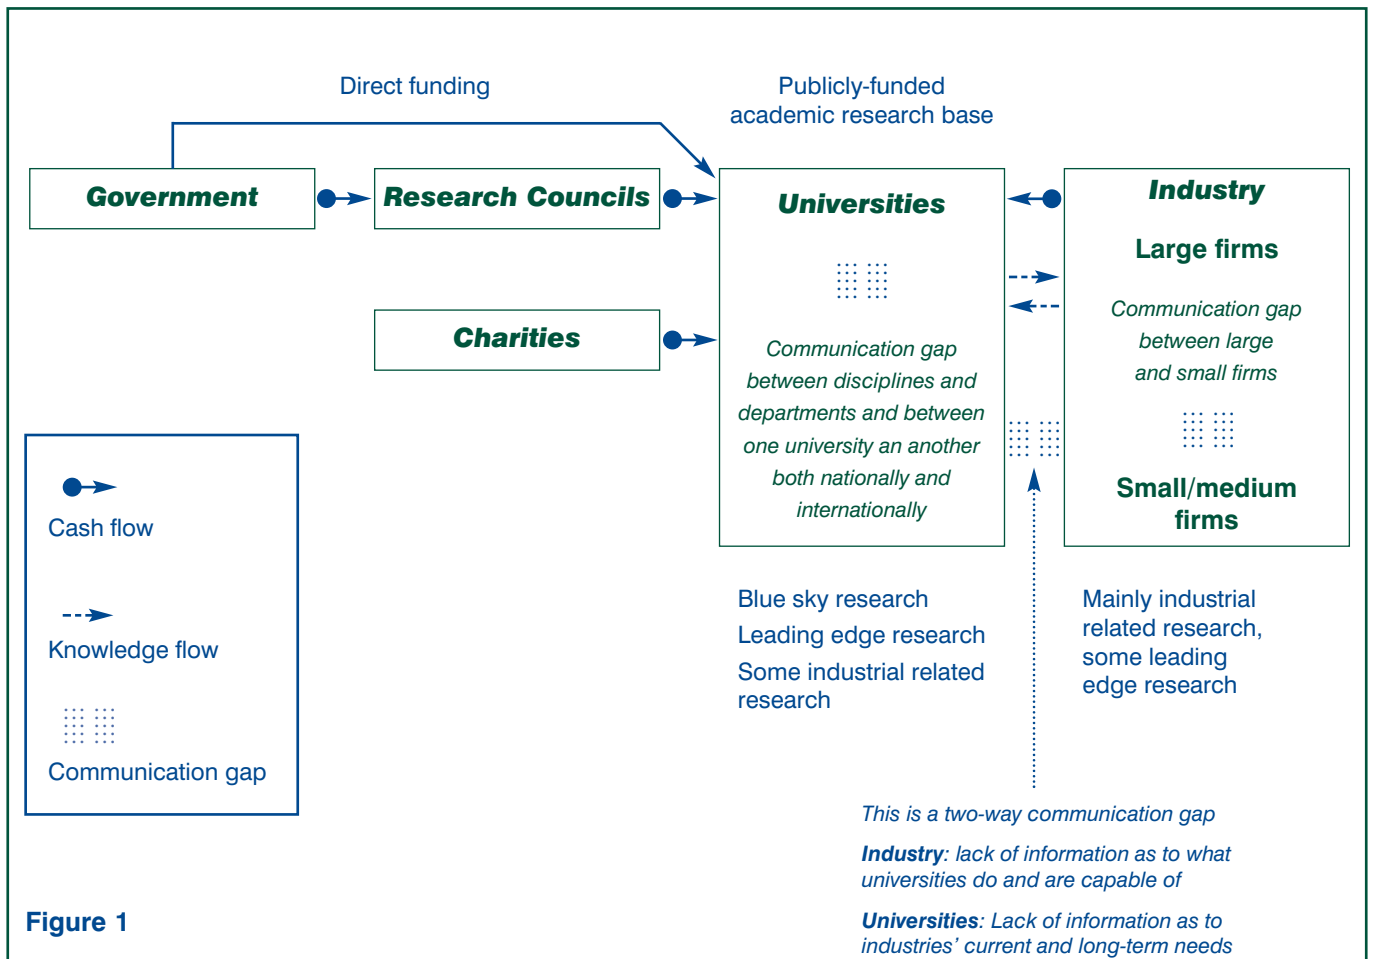 Direct funding
Publicly-funded
academic research base
Government
Research Councils
Universities
Industry
Large firms
Communication gap
between large
and small firms
Small/medium
firms
Charities
Communication gap
between disciplines and
departments and between
one university an another
both nationally and
internationally
Cash flow
Knowledge flow
Communication gap
Blue sky research
Leading edge research
Some industrial related
research
Mainly industrial
related research,
some leading
edge research
This is a two-way communication gap
Industry: lack of information as to what
universities do and are capable of
Universities: Lack of information as to
industries’ current and long-term needs
Figure 1